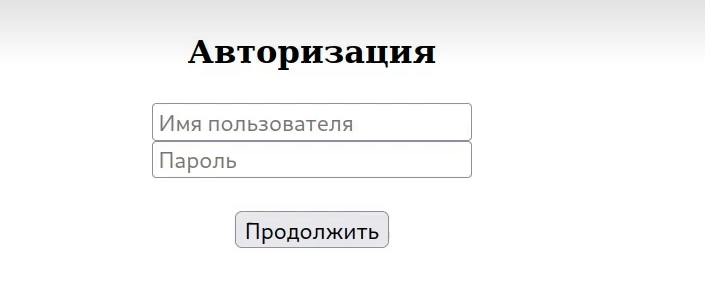 Авторизация
Имя пользователя
Пароль
Продолжить